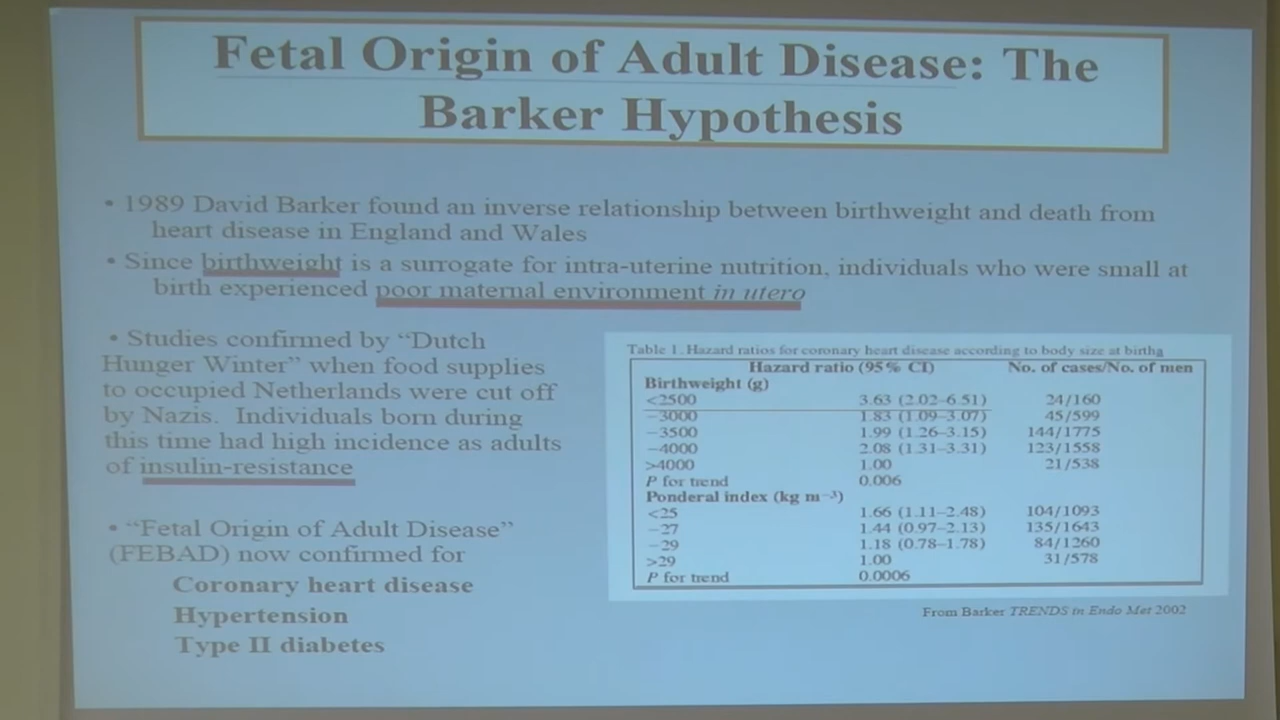 Fetal Origin of Adult Disease: The
Barker Hypothesis
• 1989 David Barker found an inverse relationship between birthweight and death from
heart disease in England and Wales
• Since birthweight is a surrogate for intra-uterine nutrition, individuals who were small at
birth experienced poor maternal environment in utero
• Studies confirmed by “Dutch
Hunger Winter” when food supplies
to occupied Netherlands were cut off
by Nazis. Individuals born during
this time had high incidence as adults
of insulin-resistance
• “Fetal Origin of Adult Disease”
(FEBAD) now confirmed for
Coronary heart disease
Hypertension
Type II diabetes
Table 1. Hazard ratios for coronary heart disease according to body size at birth
Hazard ratio (95% CI) No. of cases/No. of men
Birthweight (g)
<2500 3.63 (2.02–6.51) 24/160
–3000 1.83 (1.09–3.07) 45/599
–3500 1.99 (1.26–3.15) 144/1775
–4000 2.08 (1.31–3.31) 123/1558
>4000 1.00 21/538
P for trend 0.006
Ponderal index (kg m⁻³)
<25 1.66 (1.11–2.48) 104/1093
–27 1.44 (0.97–2.13) 135/1643
–29 1.18 (0.78–1.78) 84/1260
>29 1.00 31/578
P for trend 0.0006
From Barker TRENDS in Endo Met 2002